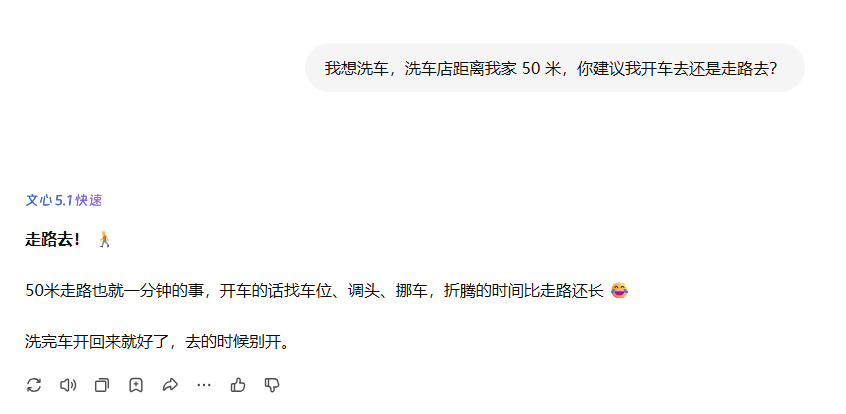 我想洗车，洗车店距离我家 50 米，你建议我开车去还是走路去？
文心 5.1 快速
走路去！ 🚶
50米走路也就一分钟的事，开车的话找车位、调头、挪车，折腾的时间比走路还长 😂
洗完车开回来就好了，去的时候别开。